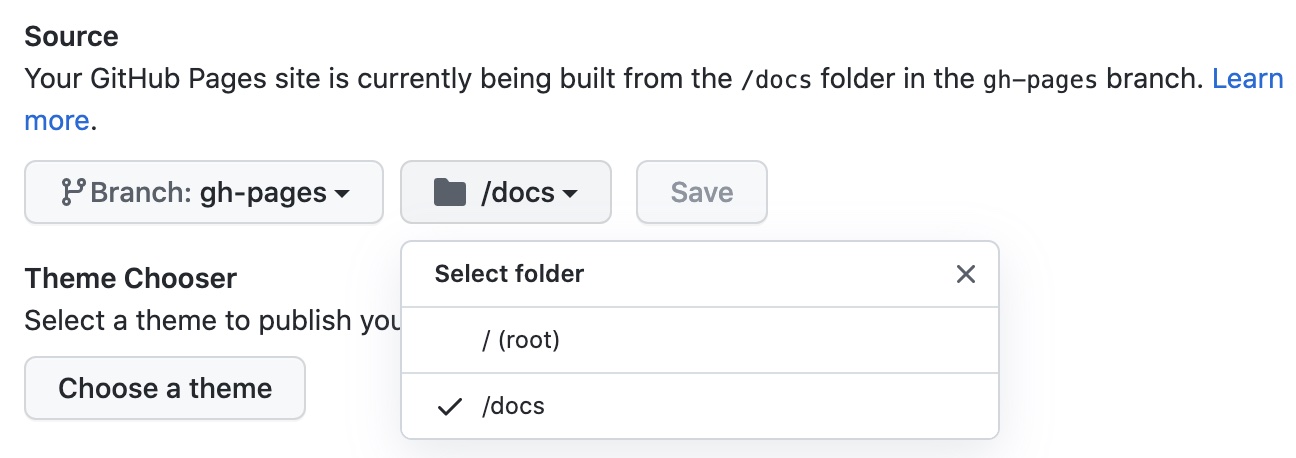 Source
Your GitHub Pages site is currently being built from the /docs folder in the gh-pages branch. Learn
more.
Branch: gh-pages /docs Save
Select folder
Theme Chooser
Select a theme to publish you
/ (root)
Choose a theme
/docs